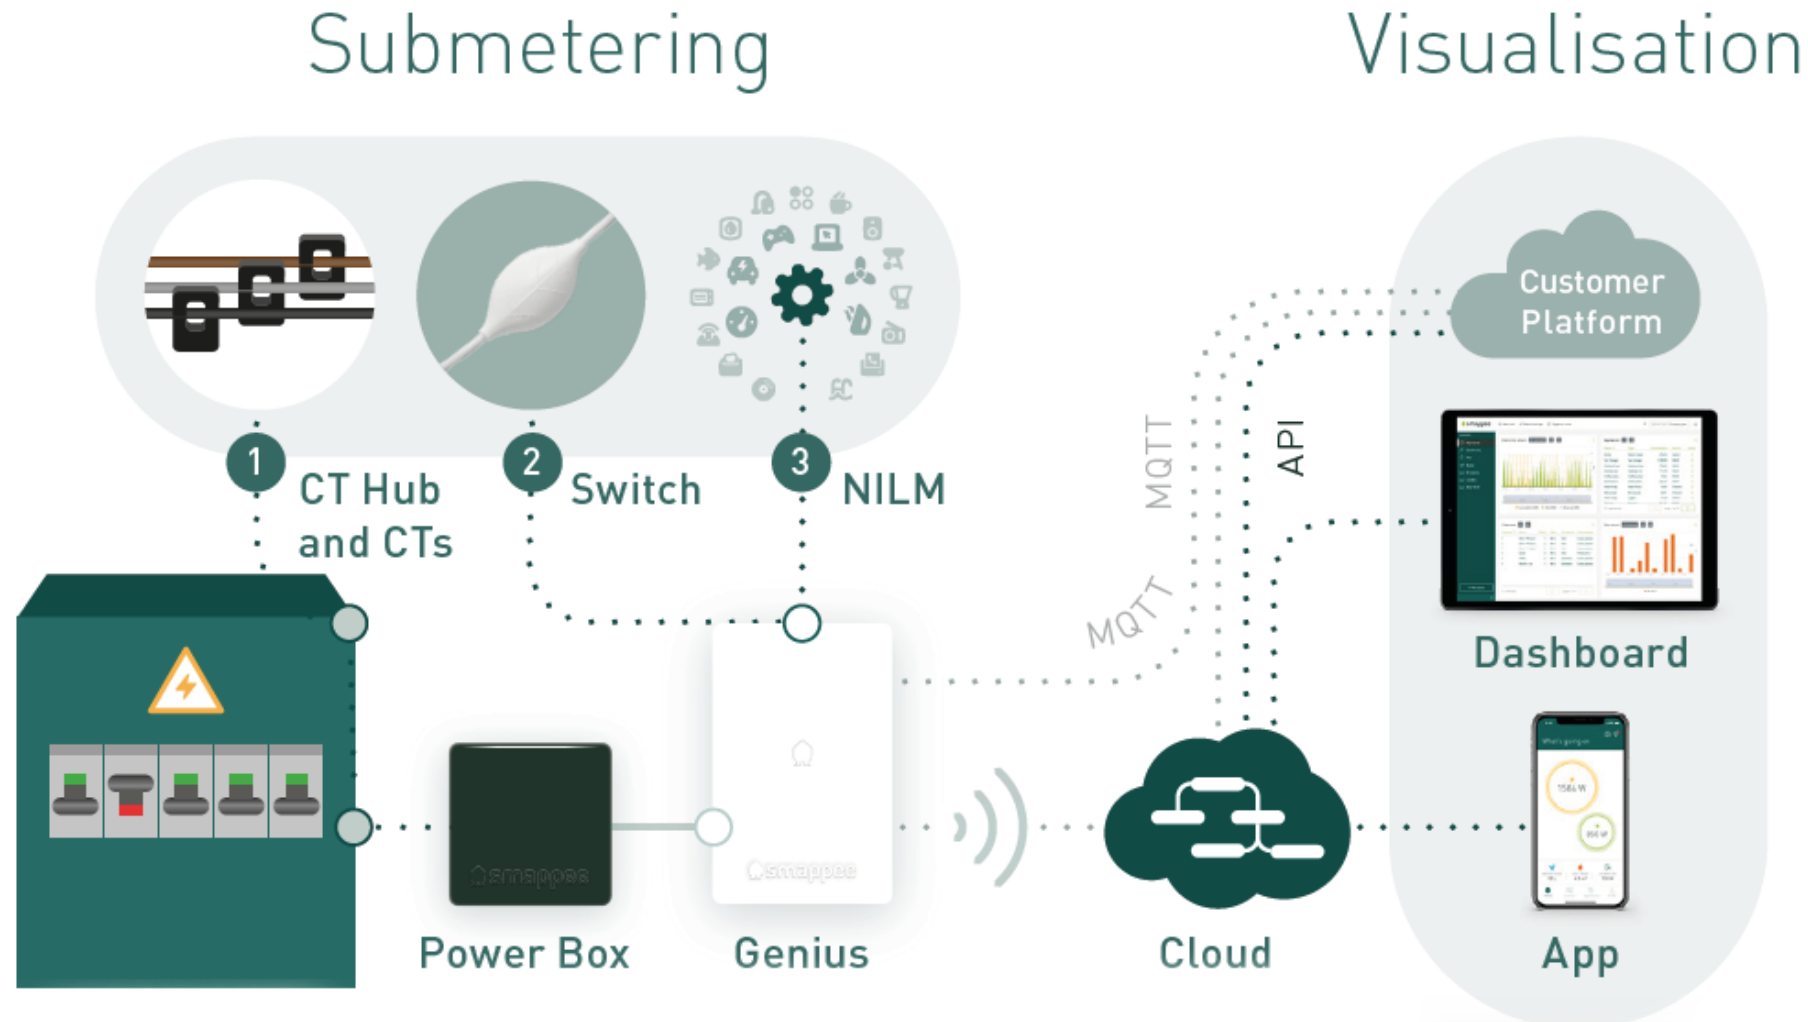 Submetering
Visualisation
1
CT Hub
and CTs
2
Switch
3
NILM
MQTT
MQTT
API
Customer
Platform
Dashboard
smappee
smappee
Power Box
Genius
Cloud
App